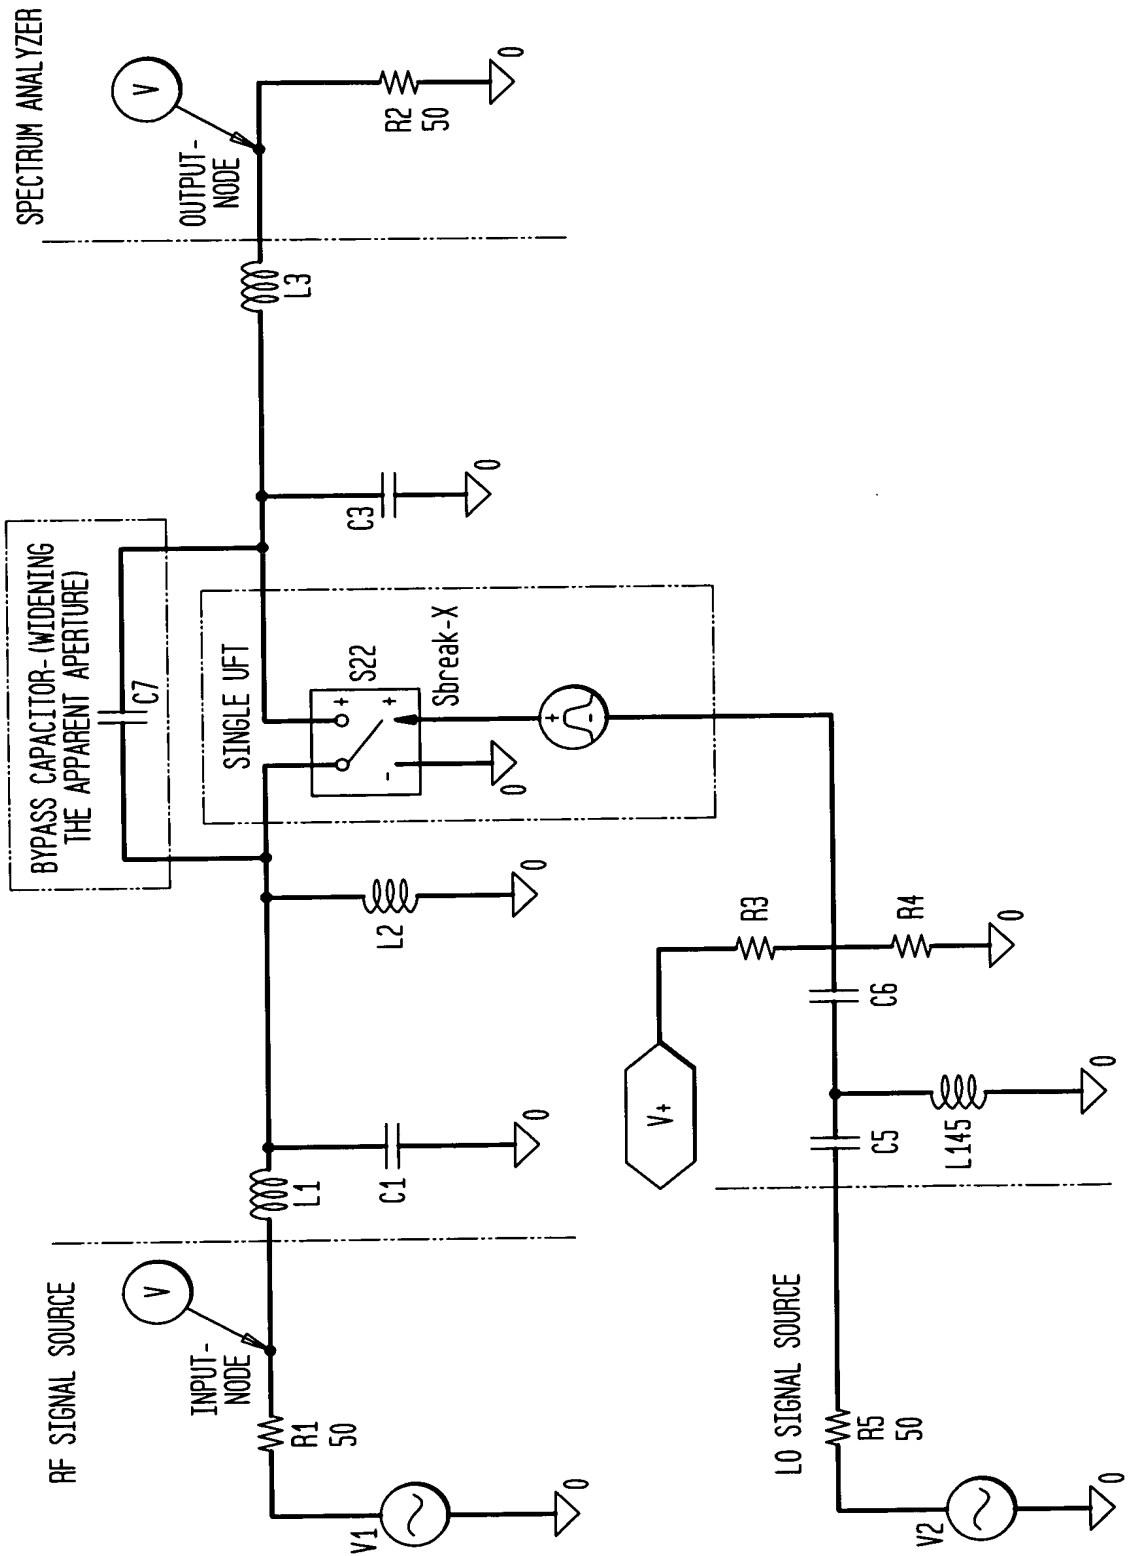 RF SIGNAL SOURCE
V
INPUT-
NODE
R1
50
V1
0
L1
C1
0
L2
0
BYPASS CAPACITOR-(WIDENING
THE APPARENT APERTURE)
C7
SINGLE UFT
S22
+
+
-
0
Sbreak-X
+
-
C3
0
L3
SPECTRUM ANALYZER
V
OUTPUT-
NODE
R2
50
0
LO SIGNAL SOURCE
R5
50
V2
0
C5
L145
0
C6
V+
R3
R4
0